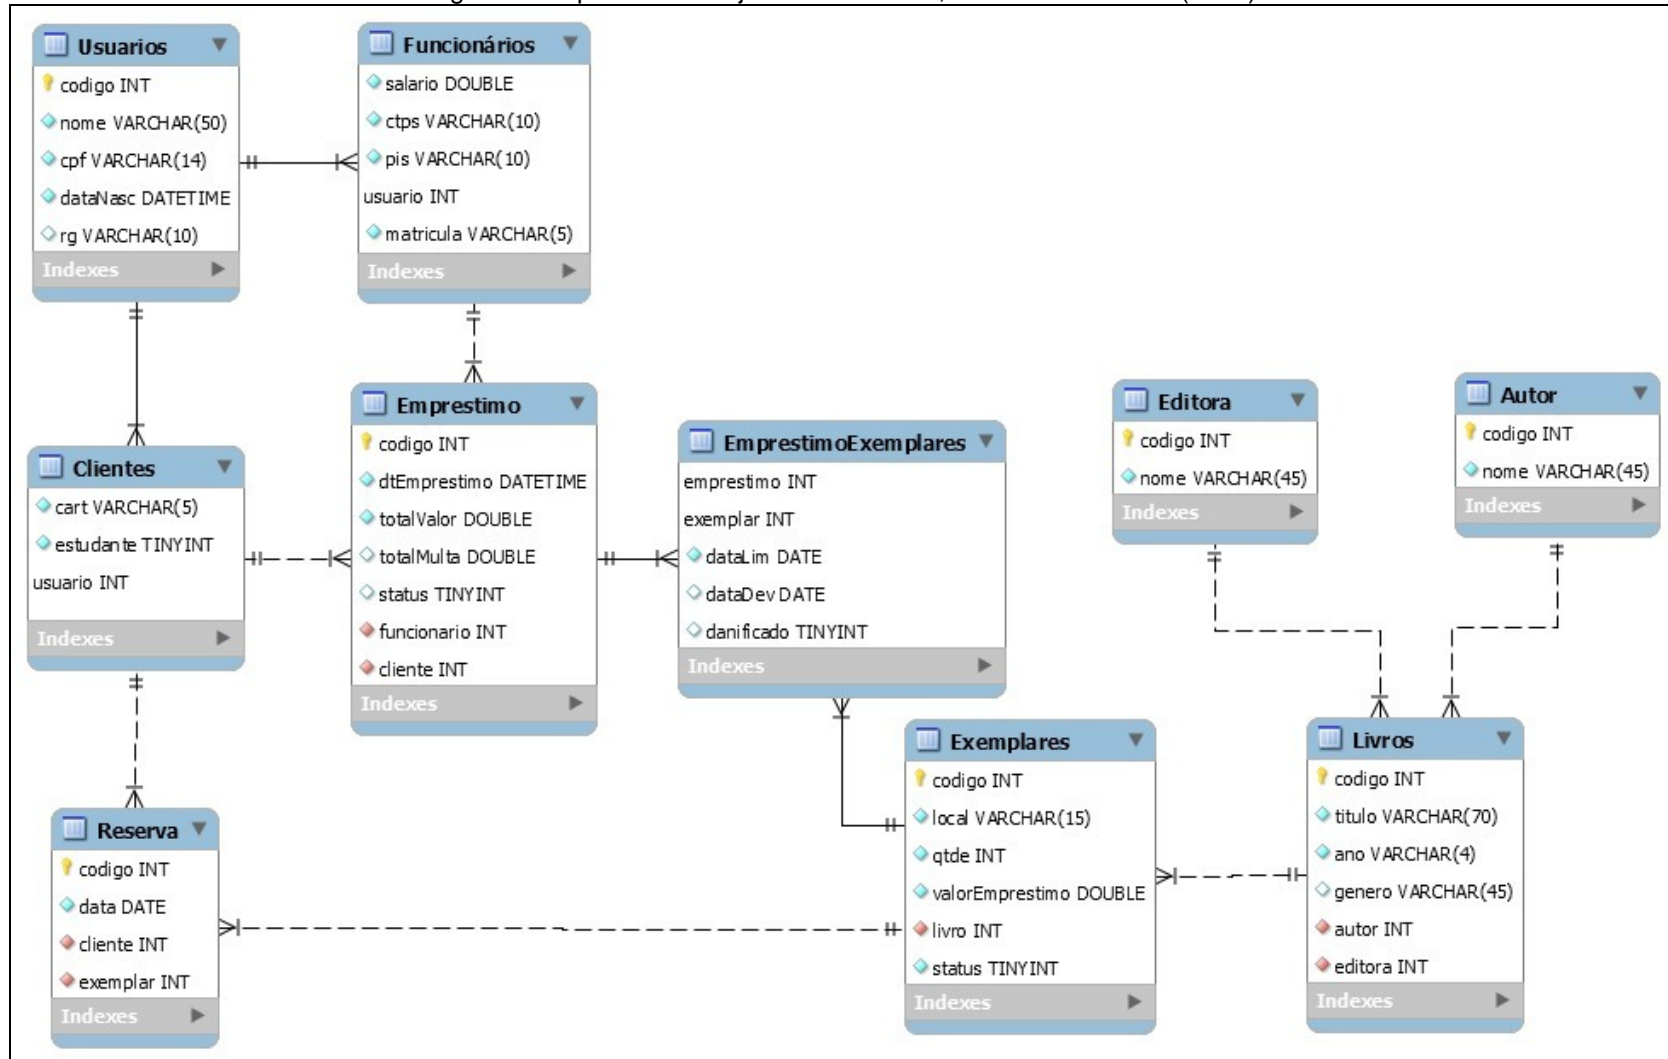 Usuarios
codigo INT
nome VARCHAR(50)
cpf VARCHAR(14)
dataNasc DATETIME
rg VARCHAR(10)
Indexes
Funcionários
salario DOUBLE
ctps VARCHAR(10)
pis VARCHAR(10)
usuario INT
matricula VARCHAR(5)
Indexes
Clientes
cart VARCHAR(5)
estudante TINYINT
usuario INT
Indexes
Emprestimo
codigo INT
dtEmprestimo DATETIME
totalValor DOUBLE
totalMulta DOUBLE
status TINYINT
funcionario INT
cliente INT
Indexes
EmprestimoExemplares
emprestimo INT
exemplar INT
dataLim DATE
dataDev DATE
danificado TINYINT
Indexes
Editora
codigo INT
nome VARCHAR(45)
Indexes
Autor
codigo INT
nome VARCHAR(45)
Indexes
Reserva
codigo INT
data DATE
cliente INT
exemplar INT
Indexes
Exemplares
codigo INT
local VARCHAR(15)
qtde INT
valorEmprestimo DOUBLE
livro INT
status TINYINT
Indexes
Livros
codigo INT
titulo VARCHAR(70)
ano VARCHAR(4)
genero VARCHAR(45)
autor INT
editora INT
Indexes